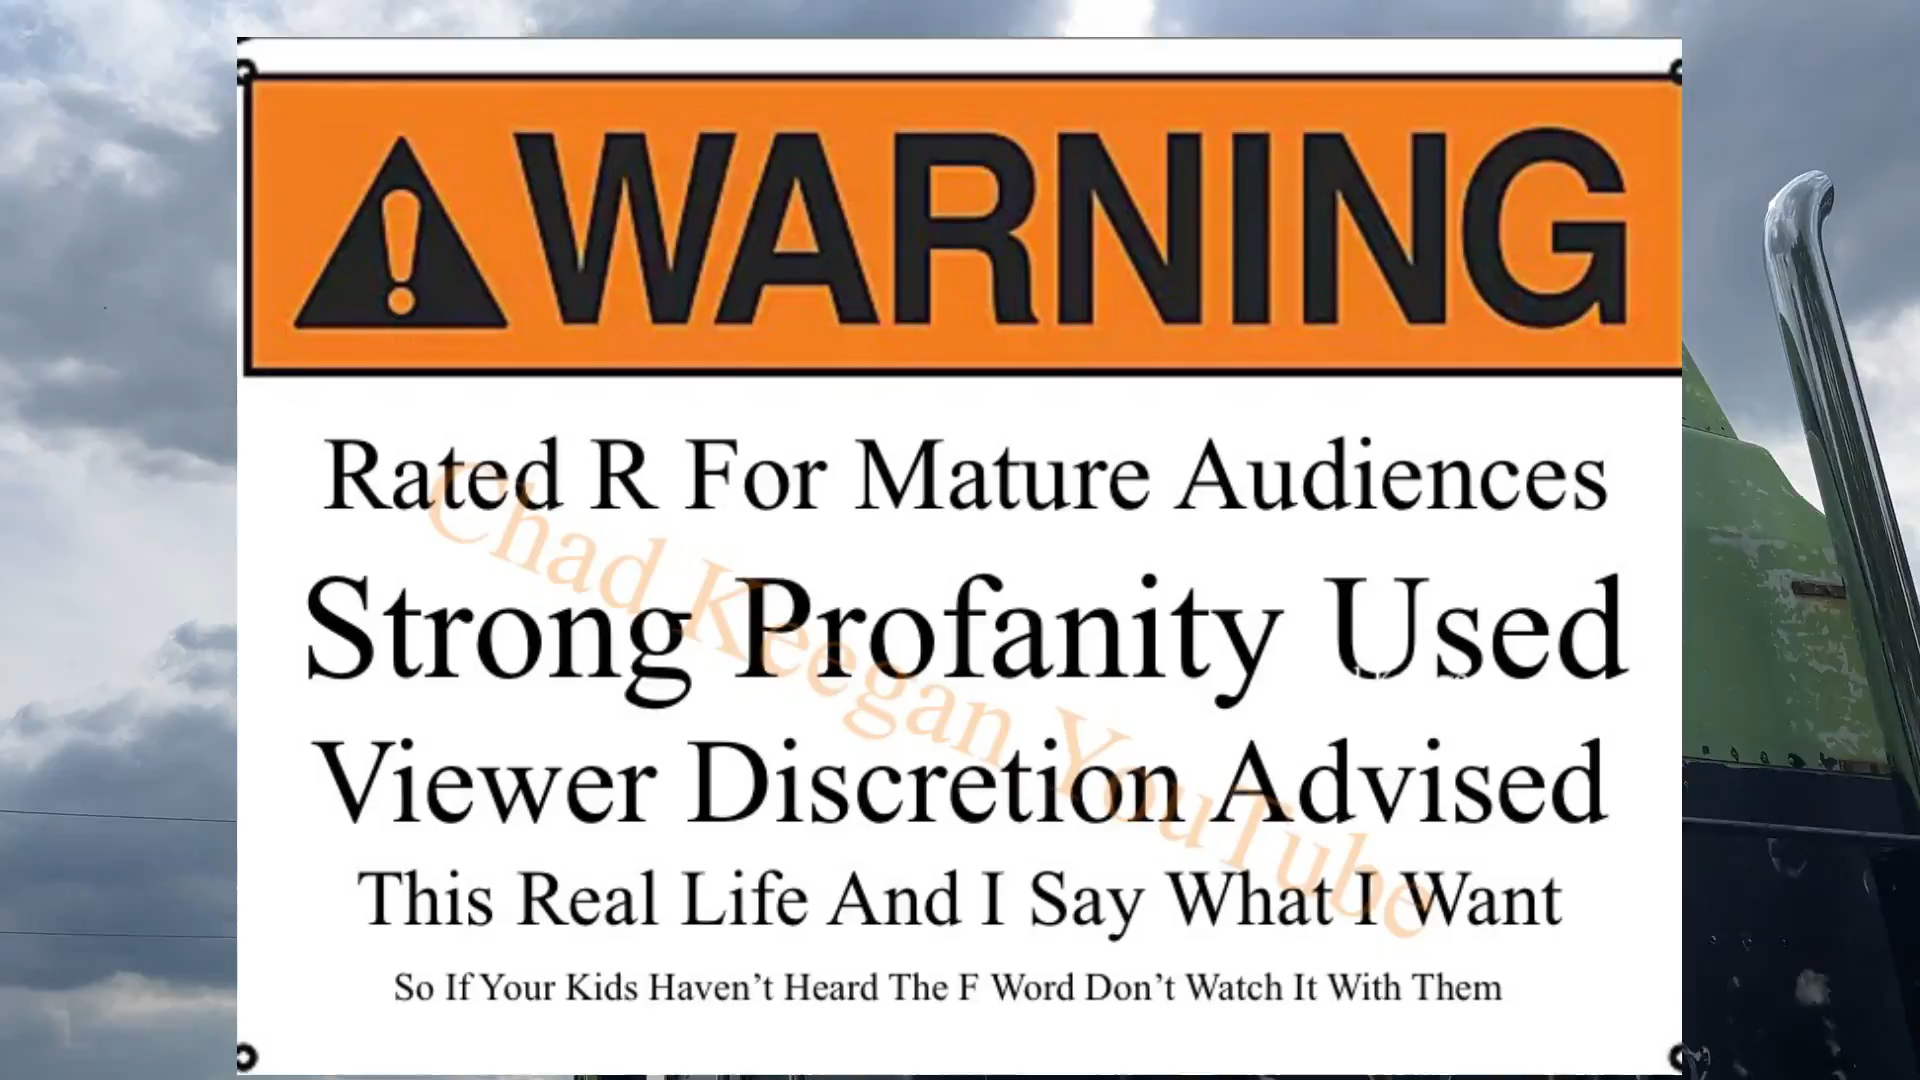 WARNING
Rated R For Mature Audiences
Strong Profanity Used
Viewer Discretion Advised
This Real Life And I Say What I Want
So If Your Kids Haven’t Heard The F Word Don’t Watch It With Them
Chad Keegan YouTube